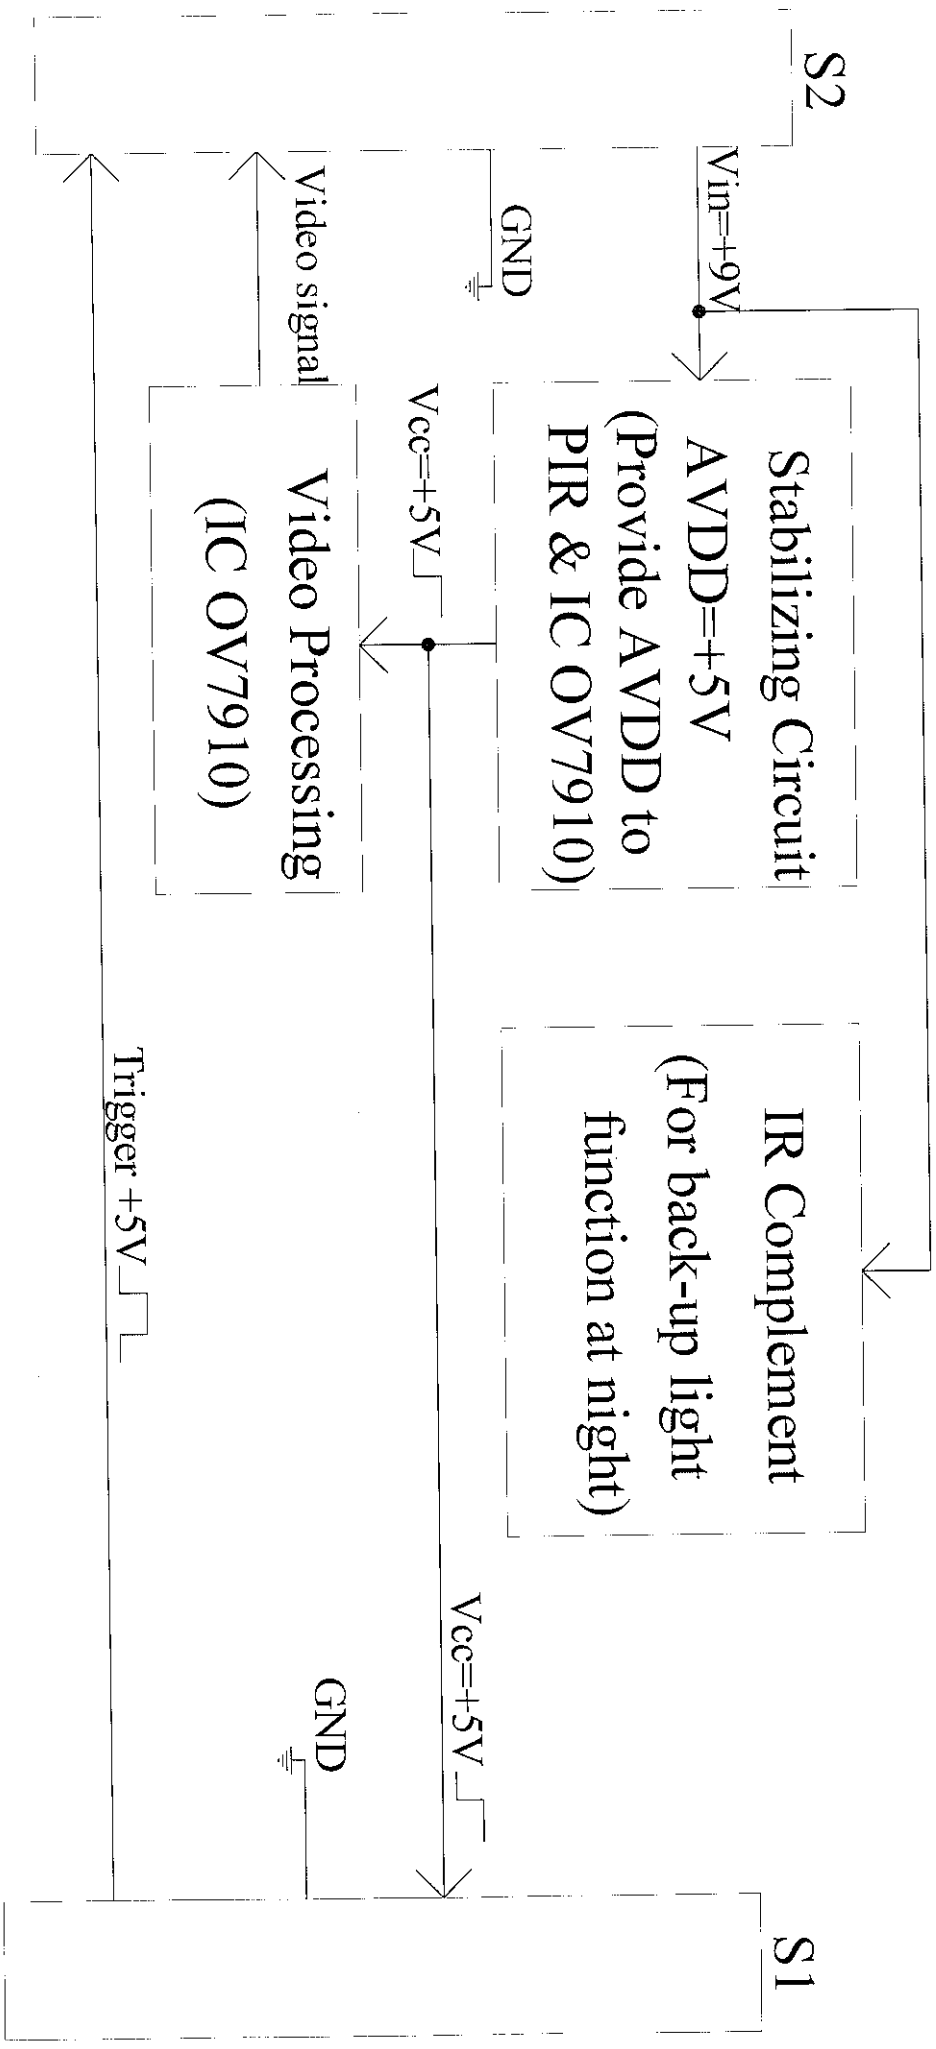 S2
Vin=+9V
GND
Video signal
Stabilizing Circuit
AVDD=+5V
(Provide AVDD to
PIR & IC OV7910)
Vcc=+5V
Video Processing
(IC OV7910)
IR Complement
(For back-up light
function at night)
Trigger +5V
Vcc=+5V
GND
S1